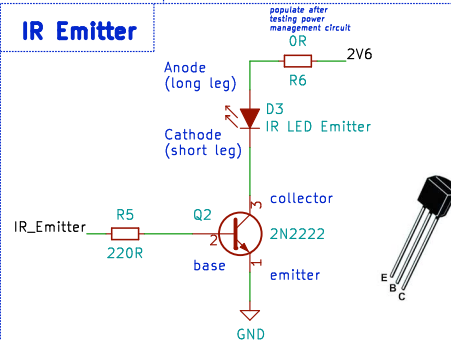 IR Emitter
populate after
testing power
management circuit
0R
2V6
R6
Anode
(long leg)
D3
IR LED Emitter
Cathode
(short leg)
3
collector
R5
Q2
IR_Emitter
2
2N2222
220R
base
1
emitter
E
B
C
GND